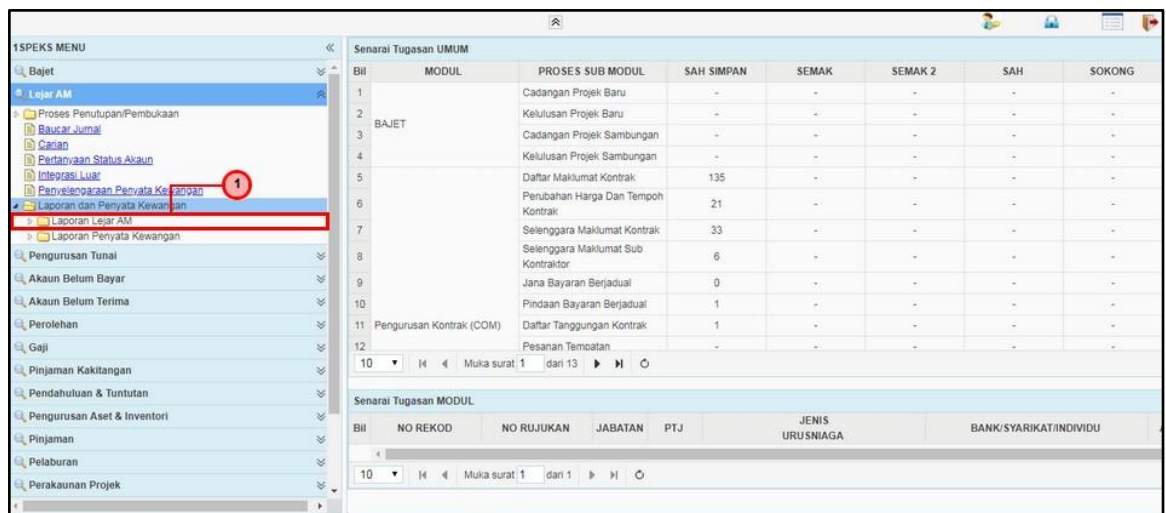 1SPEKS MENU
Bajet
Lejar AM
Proses Penutupan/Pembukaan
Baucar Jurnal
Carian
Pertanyaan Status Akaun
Integrasi Luar
Penyelengaraan Penyata Kewangan
1
Laporan dan Penyata Kewangan
Laporan Lejar AM
Laporan Penyata Kewangan
Pengurusan Tunai
Akaun Belum Bayar
Akaun Belum Terima
Perolehan
Gaji
Pinjaman Kakitangan
Pendahuluan & Tuntutan
Pengurusan Aset & Inventori
Pinjaman
Pelaburan
Perakaunan Projek
Senarai Tugasan UMUM
Bil MODUL PROSES SUB MODUL SAH SIMPAN SEMAK SEMAK 2 SAH SOKONG
1 Cadangan Projek Baru - - - - -
2 Kelulusan Projek Baru - - - - -
BAJET
3 Cadangan Projek Sambungan - - - - -
4 Kelulusan Projek Sambungan - - - - -
5 Daftar Maklumat Kontrak 135 - - - -
6 Perubahan Harga Dan Tempoh
Kontrak 21 - - - -
7 Selenggara Maklumat Kontrak 33 - - - -
8 Selenggara Maklumat Sub
Kontraktor 6 - - - -
9 Jana Bayaran Berjadual 0 - - - -
10 Pindaan Bayaran Berjadual 1 - - - -
11 Pengurusan Kontrak (COM) Daftar Tanggungan Kontrak 1 - - - -
12 Pesanan Tempatan - - - - -
10 Muka surat 1 dari 13
Senarai Tugasan MODUL
Bil NO REKOD NO RUJUKAN JABATAN PTJ JENIS
URUSNIAGA BANK/SYARIKAT/INDIVIDU
10 Muka surat 1 dari 1